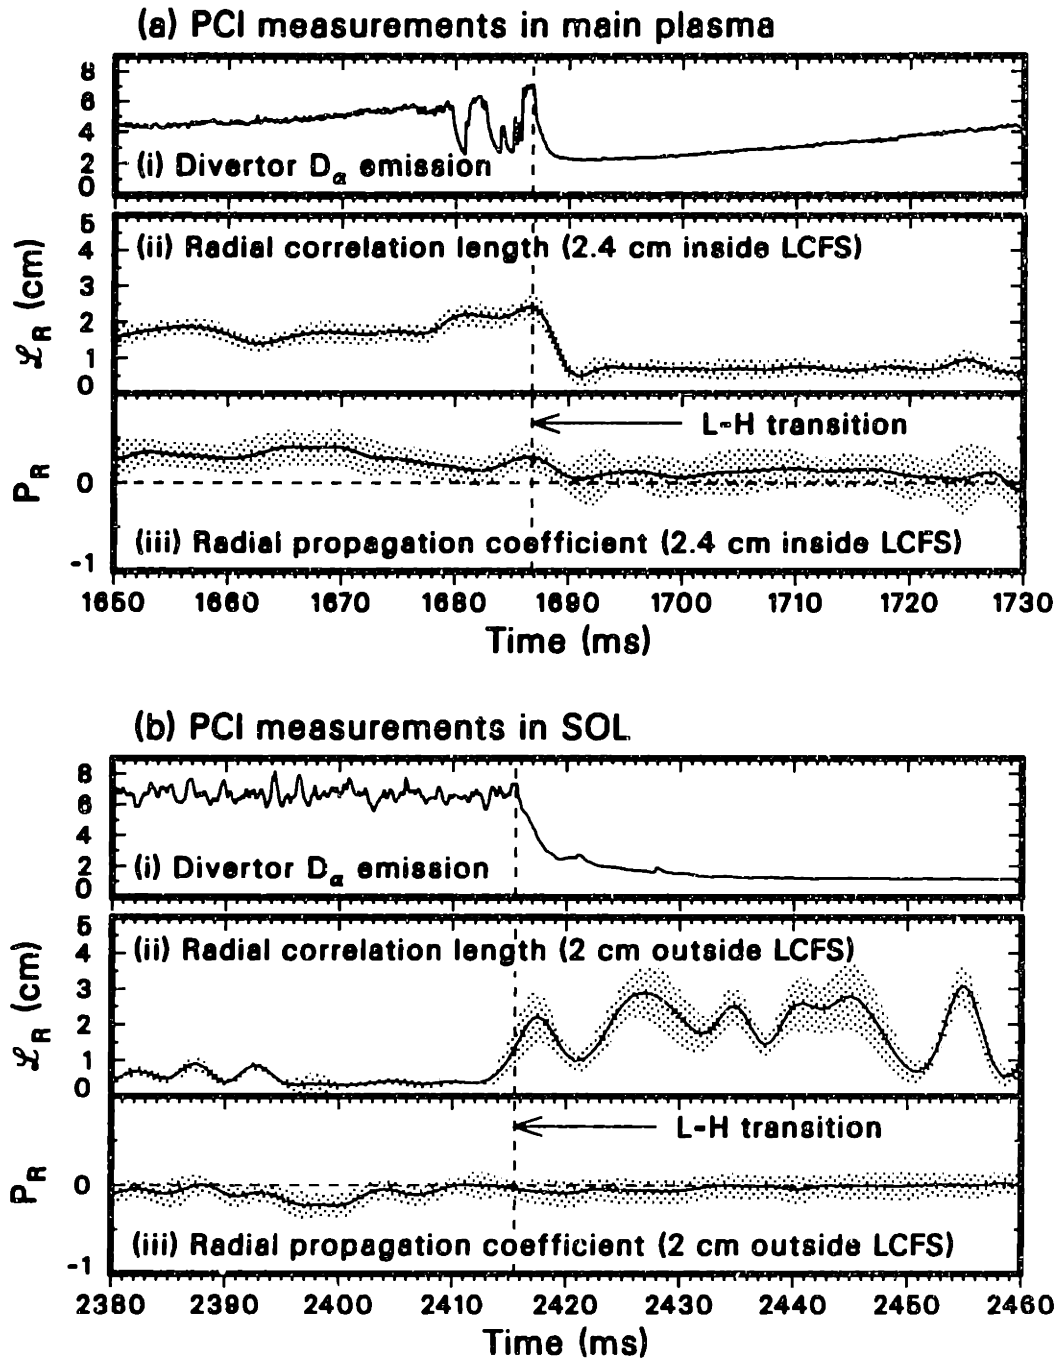 (a) PCI measurements in main plasma
8
6
4
2
0
(i) Divertor Dα emission
5
4
3
2
1
0
ℒR (cm)
(ii) Radial correlation length (2.4 cm inside LCFS)
L-H transition
PR
0
-1
(iii) Radial propagation coefficient (2.4 cm inside LCFS)
1650 1660 1670 1680 1690 1700 1710 1720 1730
Time (ms)
(b) PCI measurements in SOL
8
6
4
2
0
(i) Divertor Dα emission
5
4
3
2
1
0
ℒR (cm)
(ii) Radial correlation length (2 cm outside LCFS)
L-H transition
PR
0
-1
(iii) Radial propagation coefficient (2 cm outside LCFS)
2380 2390 2400 2410 2420 2430 2440 2450 2460
Time (ms)